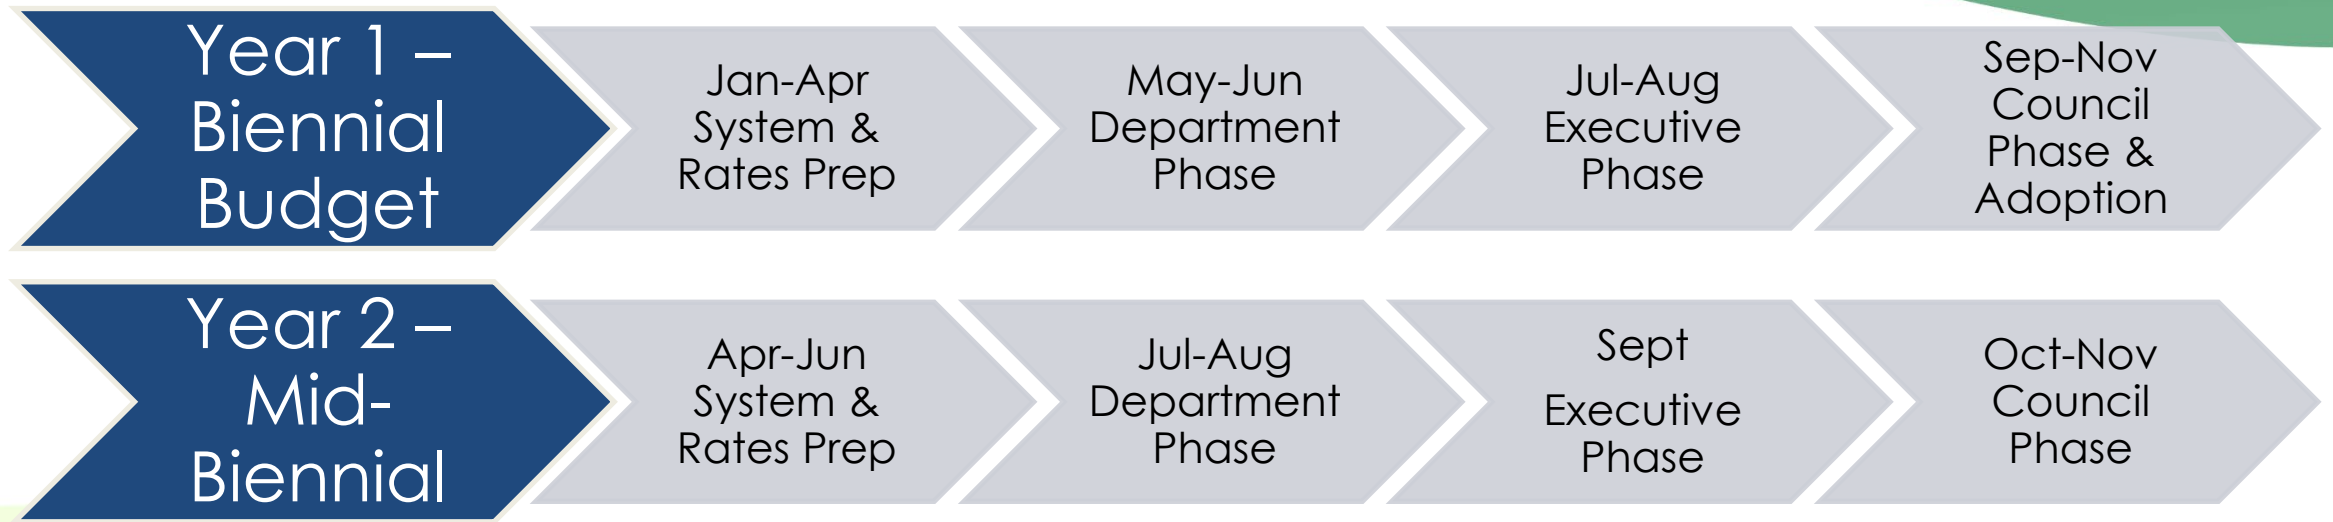 Year 1 –
Biennial
Budget
Jan-Apr
System &
Rates Prep
May-Jun
Department
Phase
Jul-Aug
Executive
Phase
Sep-Nov
Council
Phase &
Adoption
Year 2 –
Mid-
Biennial
Apr-Jun
System &
Rates Prep
Jul-Aug
Department
Phase
Sept
Executive
Phase
Oct-Nov
Council
Phase